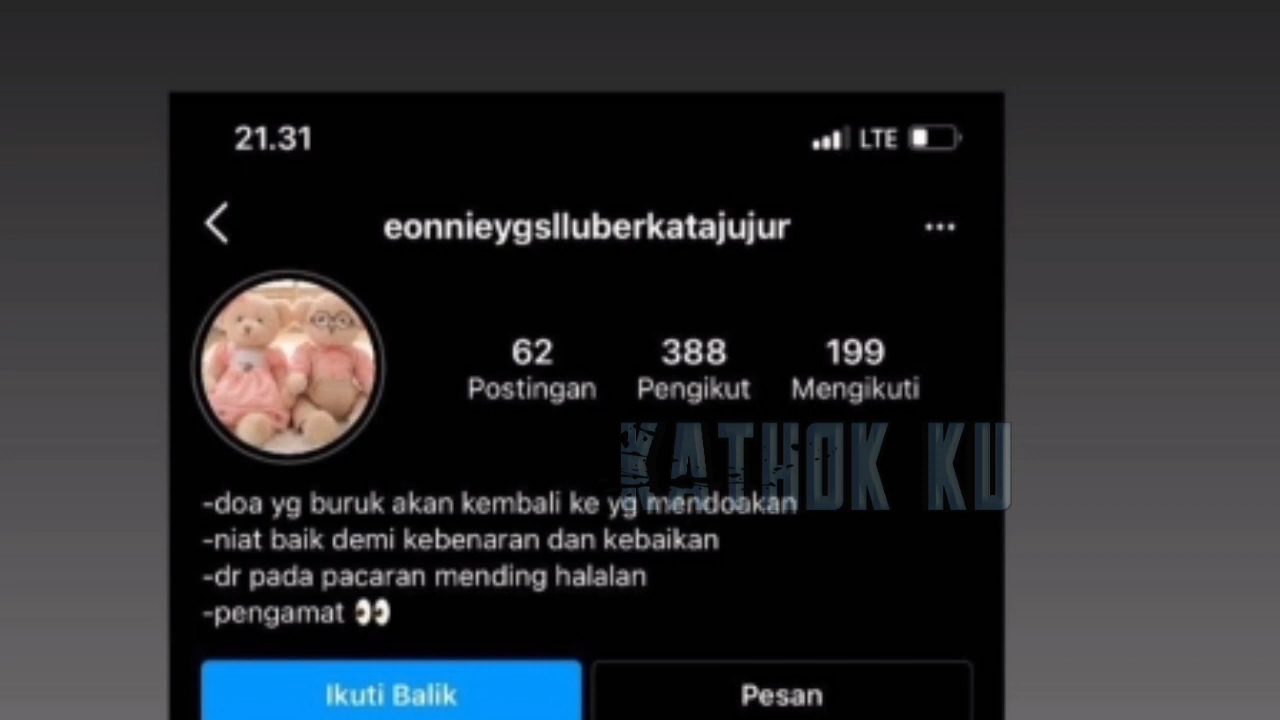 21.31 LTE
eonnieygslluberkatajujur
62 388 199
Postingan Pengikut Mengikuti
KATHOK KU
-doa yg buruk akan kembali ke yg mendoakan
-niat baik demi kebenaran dan kebaikan
-dr pada pacaran mending halalan
-pengamat 👀
Ikuti Balik Pesan